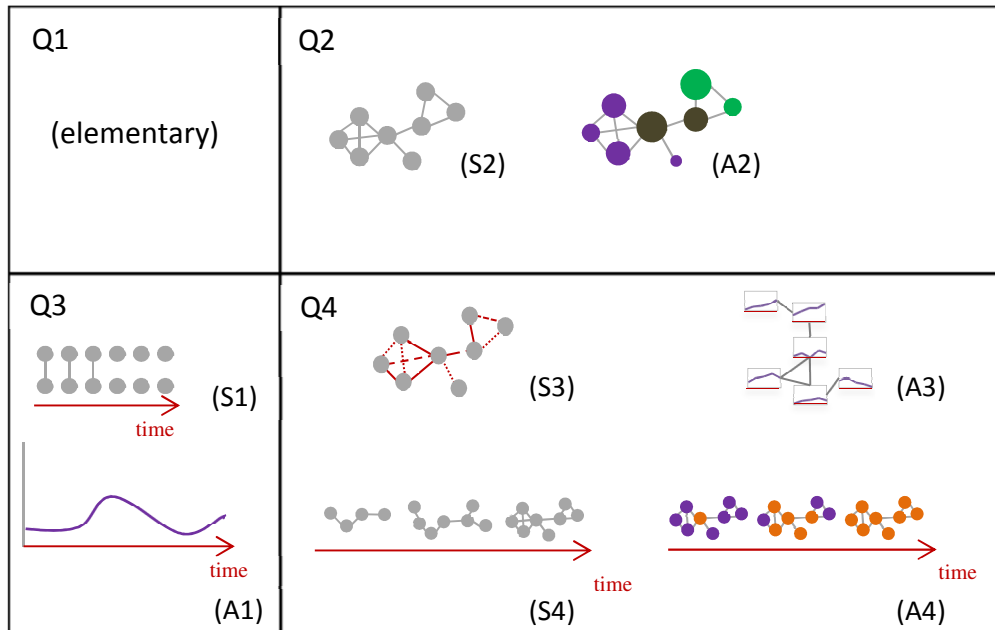 Q1
(elementary)
Q2
(S2)
(A2)
Q3
(S1)
time
time
(A1)
Q4
(S3)
(A3)
time
(S4)
time
(A4)